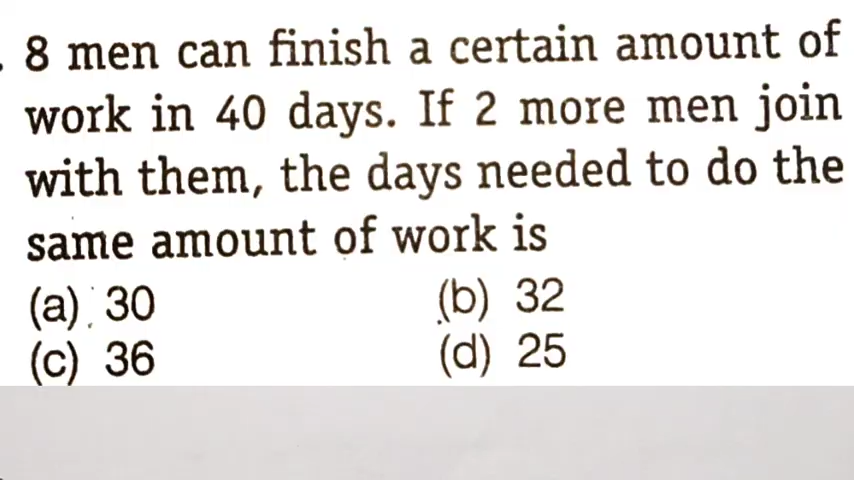 . 8 men can finish a certain amount of
work in 40 days. If 2 more men join
with them, the days needed to do the
same amount of work is
(a) 30 (b) 32
(c) 36 (d) 25